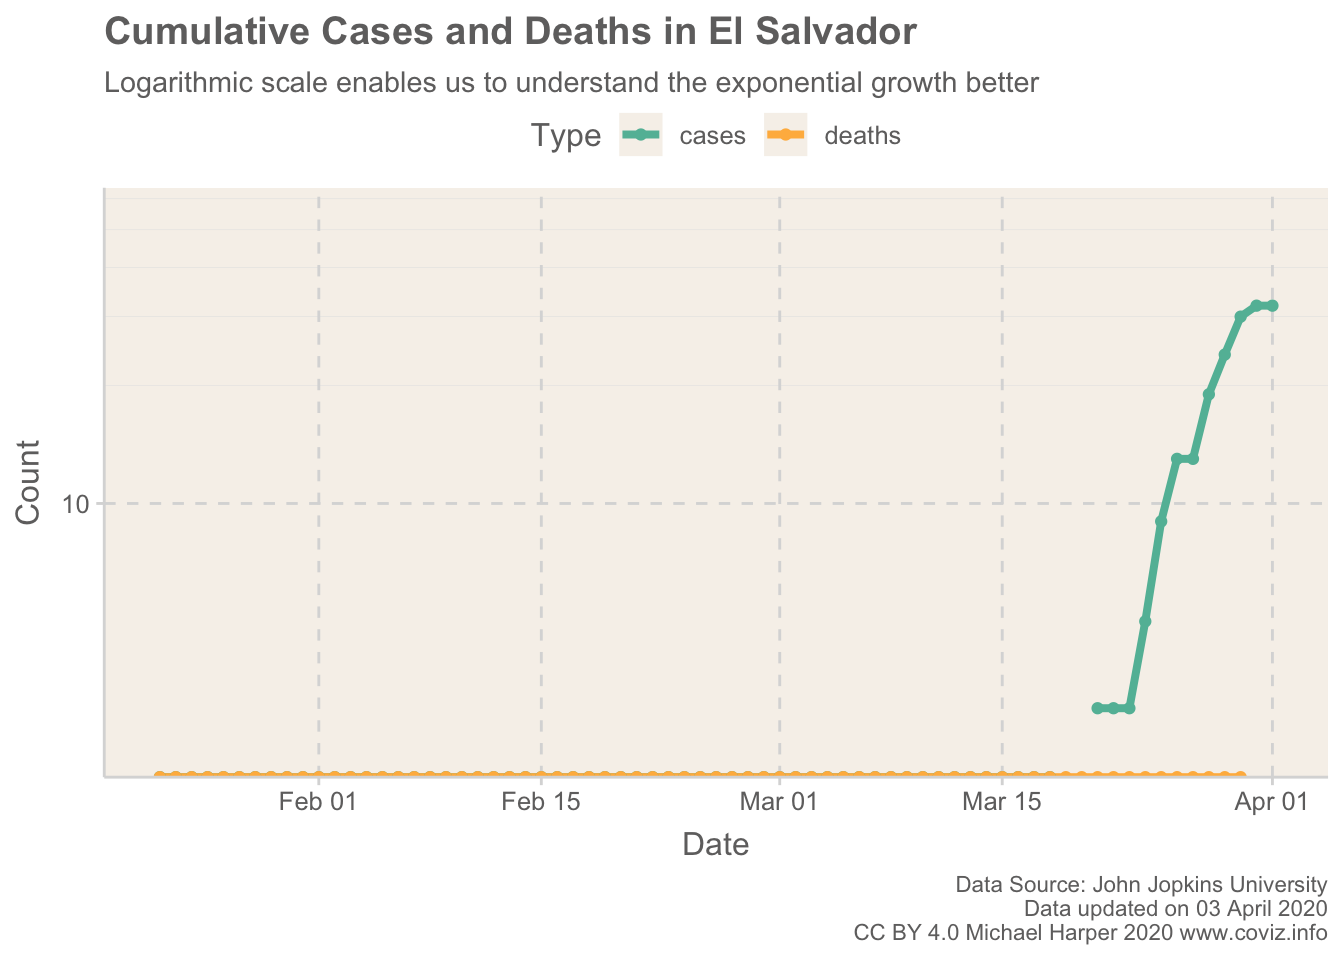 Cumulative Cases and Deaths in El Salvador
Logarithmic scale enables us to understand the exponential growth better
Type cases deaths
Count
10
Feb 01 Feb 15 Mar 01 Mar 15 Apr 01
Date
Data Source: John Jopkins University
Data updated on 03 April 2020
CC BY 4.0 Michael Harper 2020 www.coviz.info